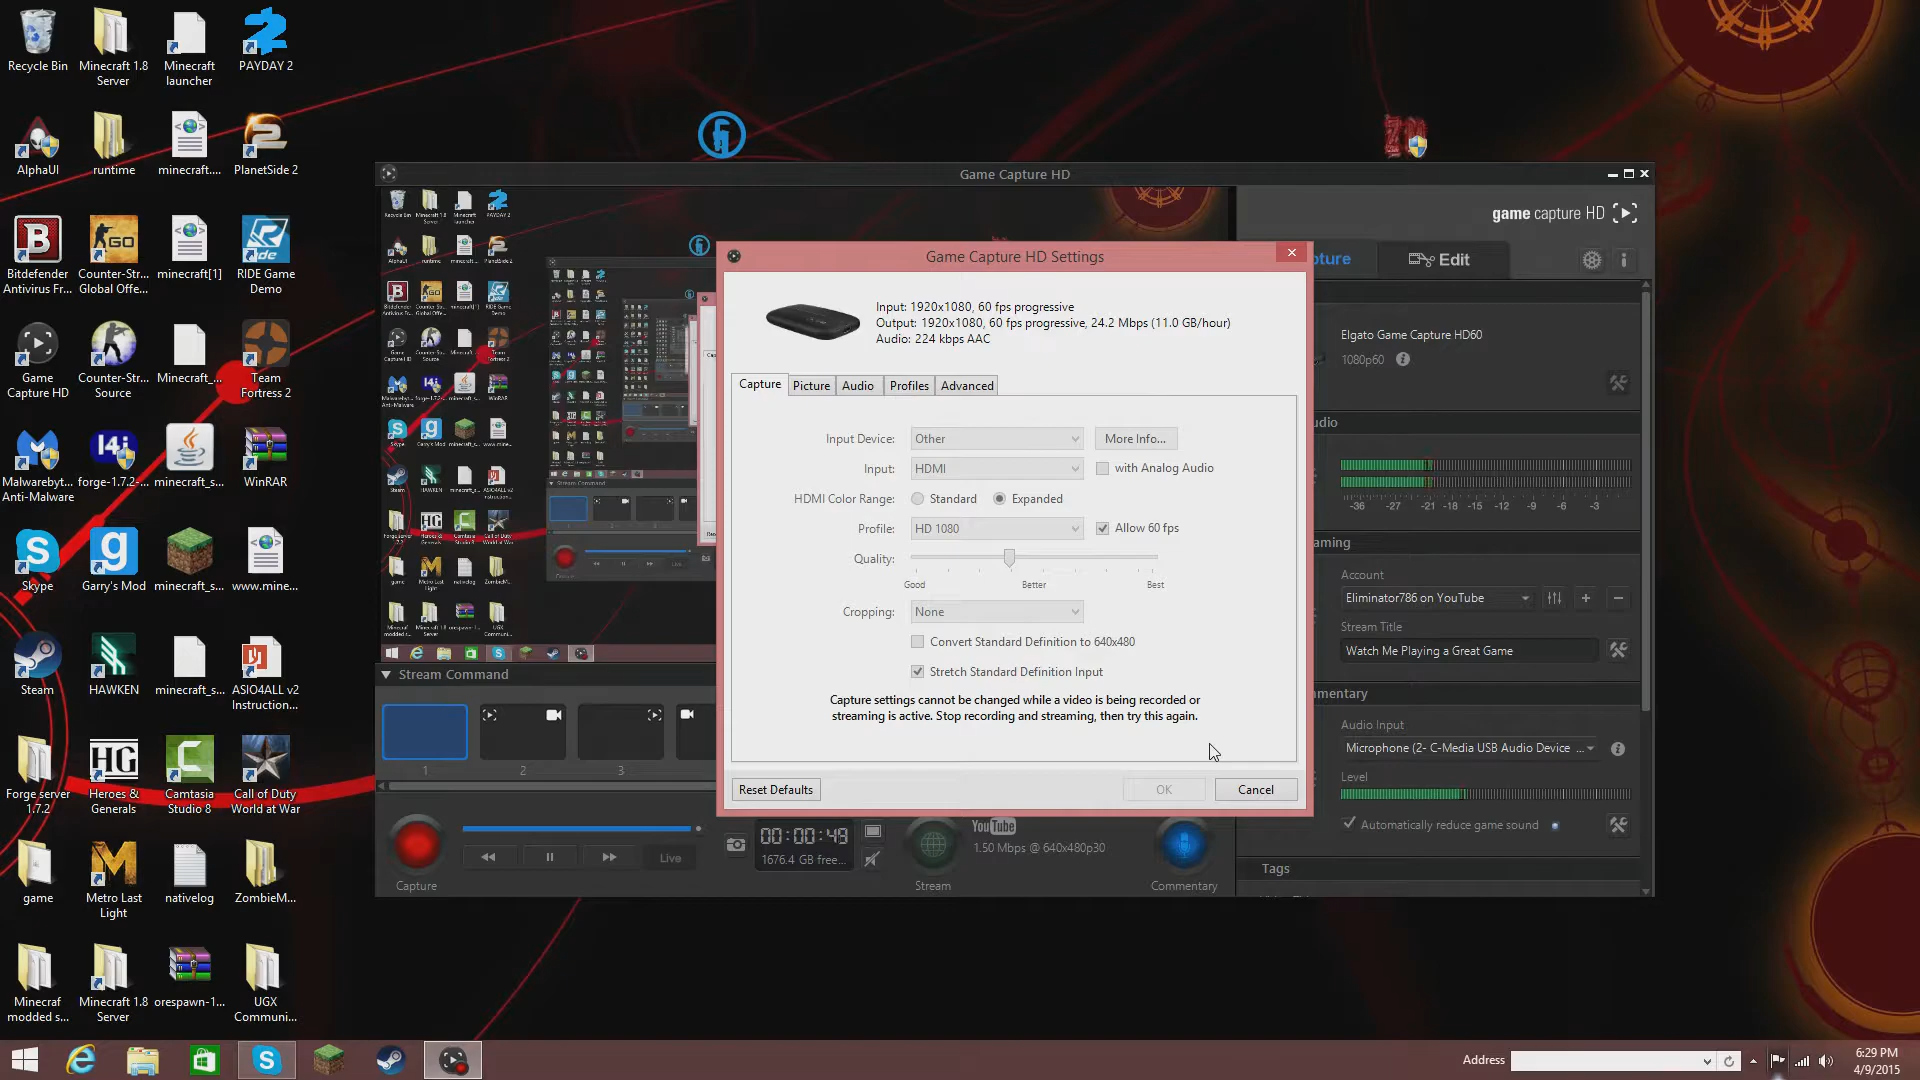 Recycle Bin
Minecraft 1.8
Server
Minecraft
launcher
PAYDAY 2
AlphaUI
runtime
minecraft....
PlanetSide 2
Bitdefender
Antivirus Fr...
Counter-Str...
Global Offe...
minecraft[1]
RIDE Game
Demo
Game
Capture HD
Counter-Str...
Source
Minecraft_...
Team
Fortress 2
Malwarebyt...
Anti-Malware
forge-1.7.2-...
minecraft_s...
WinRAR
Skype
Garry's Mod
minecraft_s...
www.mine...
Steam
HAWKEN
minecraft_s...
ASIO4ALL v2
Instruction...
Forge server
1.7.2
Heroes &
Generals
Camtasia
Studio 8
Call of Duty
World at War
game
Metro Last
Light
nativelog
ZombieM...
Minecraf
modded s...
Minecraft 1.8
Server
orespawn-1...
UGX
Communi...
Game Capture HD
game capture HD
Edit
Game Capture HD Settings
Input: 1920x1080, 60 fps progressive
Output: 1920x1080, 60 fps progressive, 24.2 Mbps (11.0 GB/hour)
Audio: 224 kbps AAC
Capture
Picture
Audio
Profiles
Advanced
Input Device:
Other
More Info...
Input:
HDMI
with Analog Audio
HDMI Color Range:
Standard
Expanded
Profile:
HD 1080
Allow 60 fps
Quality:
Good
Better
Best
Cropping:
None
Convert Standard Definition to 640x480
Stretch Standard Definition Input
Capture settings cannot be changed while a video is being recorded or
streaming is active. Stop recording and streaming, then try this again.
Reset Defaults
OK
Cancel
Elgato Game Capture HD60
1080p60
-36 -27 -21 -18 -15 -12 -9 -6 -3
Account
Eliminator786 on YouTube
Stream Title
Watch Me Playing a Great Game
Audio Input
Microphone (2- C-Media USB Audio Device ...
Level
Automatically reduce game sound
Tags
Stream Command
1
2
3
Capture
Live
00:00:49
1676.4 GB free...
Stream
YouTube
1.50 Mbps @ 640x480p30
Commentary
Address
6:29 PM
4/9/2015